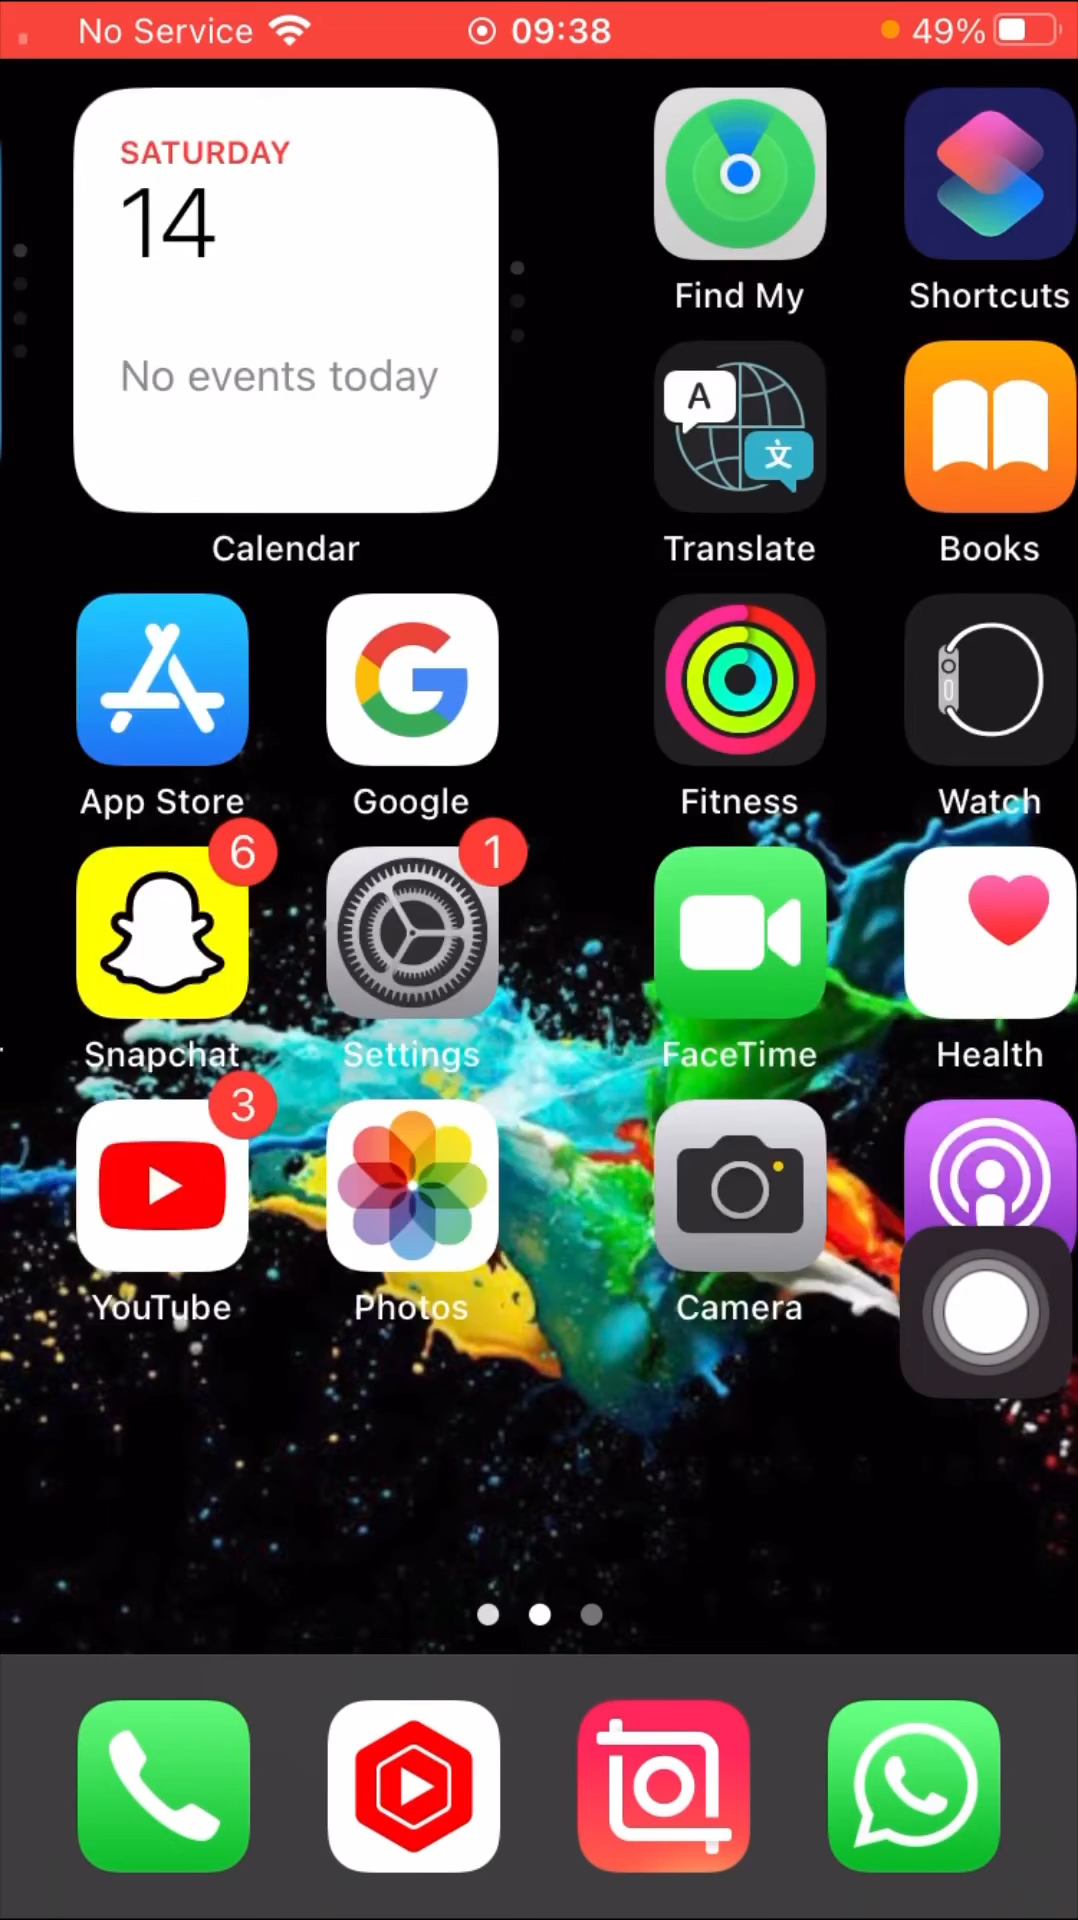 No Service 09:38 49%
SATURDAY
14
No events today
Calendar
Find My
Shortcuts
A
文
Translate
Books
App Store
Google
Fitness
Watch
6
1
Snapchat
Settings
FaceTime
Health
3
YouTube
Photos
Camera